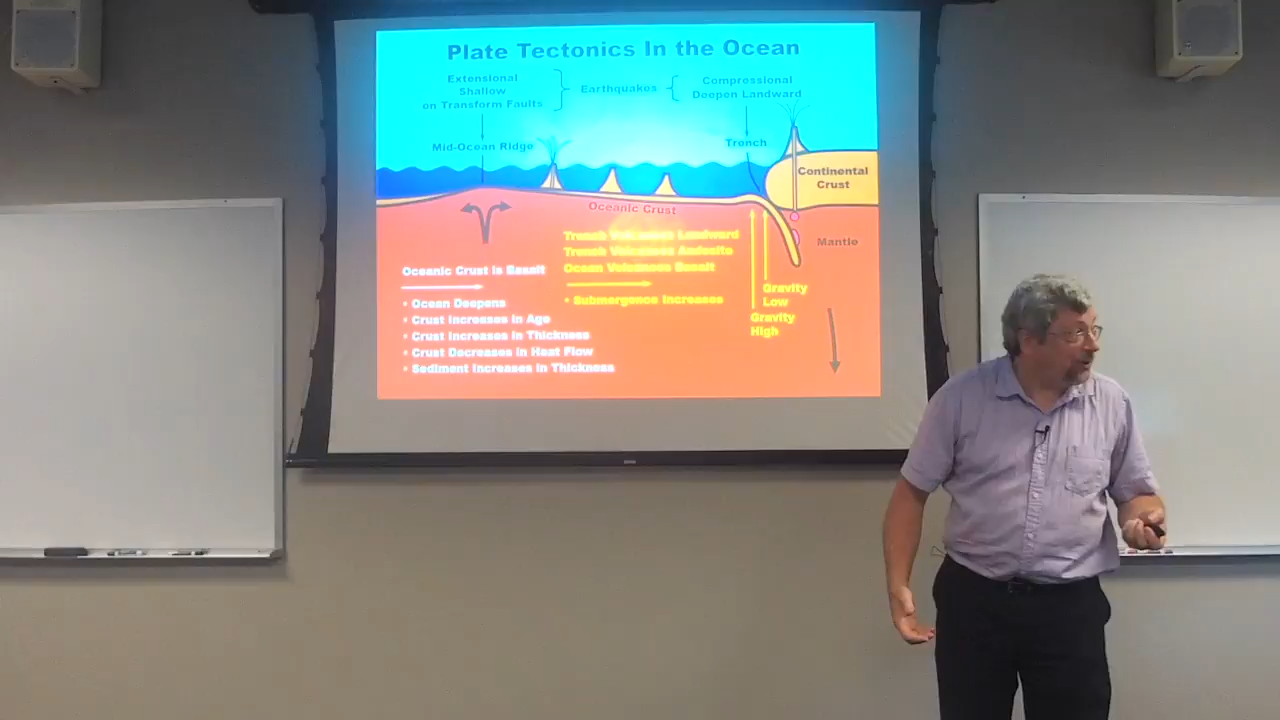 Plate Tectonics In the Ocean
Extensional
Shallow
on Transform Faults
Earthquakes
Compressional
Deepen Landward
Mid-Ocean Ridge
Trench
Continental
Crust
Oceanic Crust
Mantle
Trench Volcanoes Landward
Trench Volcanoes Andesite
Ocean Volcanoes Basalt
• Submergence Increases
Oceanic Crust is Basalt
• Ocean Deepens
• Crust Increases in Age
• Crust Increases in Thickness
• Crust Decreases in Heat Flow
• Sediment Increases in Thickness
Gravity
Low
Gravity
High